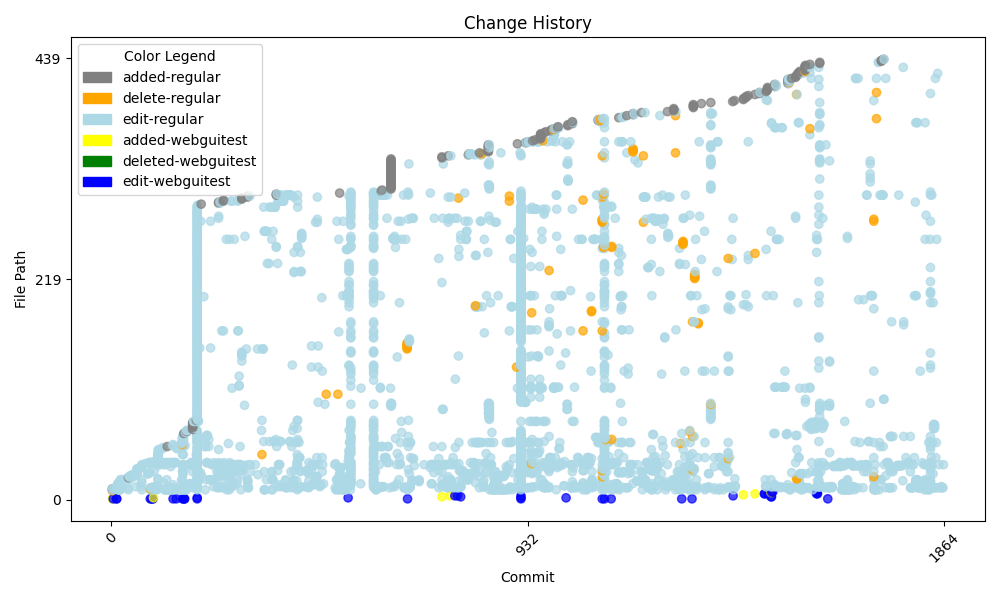 Change History
Color Legend
added-regular
delete-regular
edit-regular
added-webguitest
deleted-webguitest
edit-webguitest
439
219
0
File Path
0
932
1864
Commit